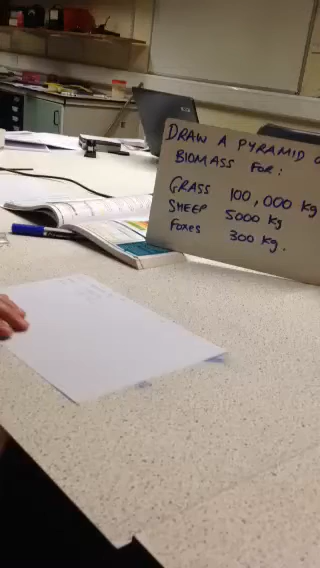 DRAW A PYRAMID O
BIOMASS FOR:
GRASS 100,000 Kg
SHEEP 5000 Kg
FOXES 300 Kg.